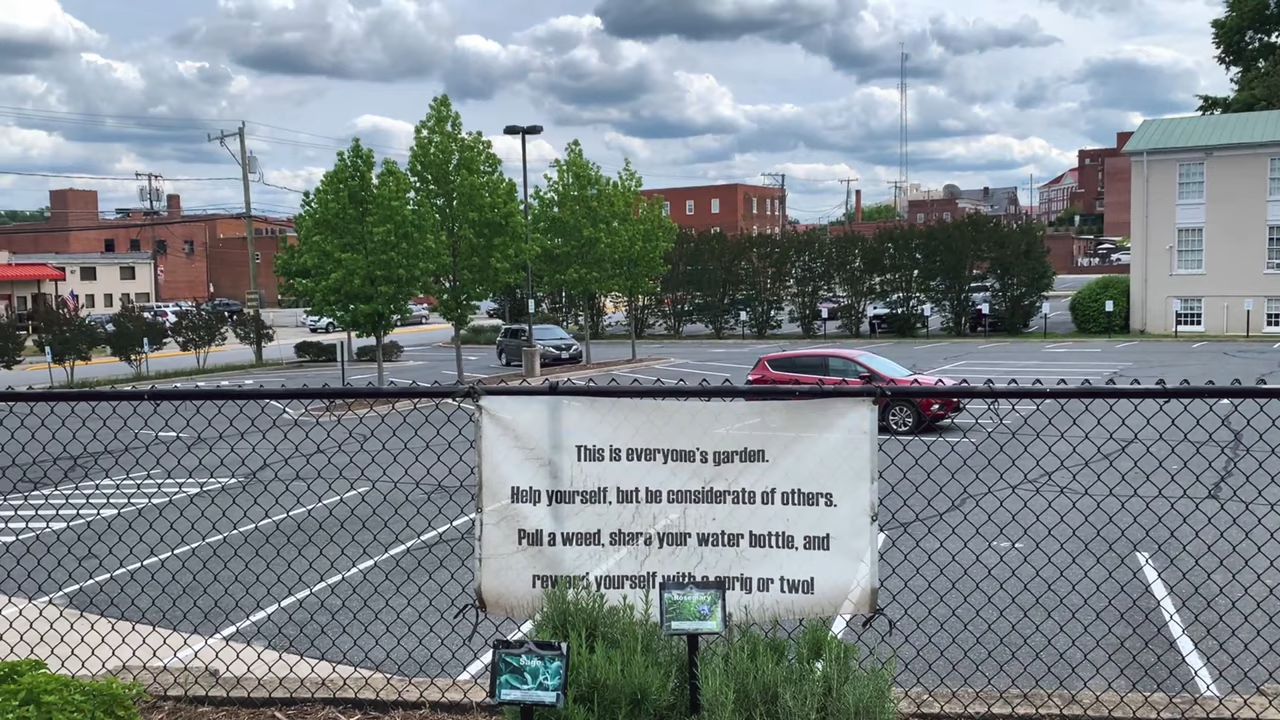 This is everyone's garden.
Help yourself, but be considerate of others.
Pull a weed, share your water bottle, and
reward yourself with a sprig or two!
Rosemary
Sage